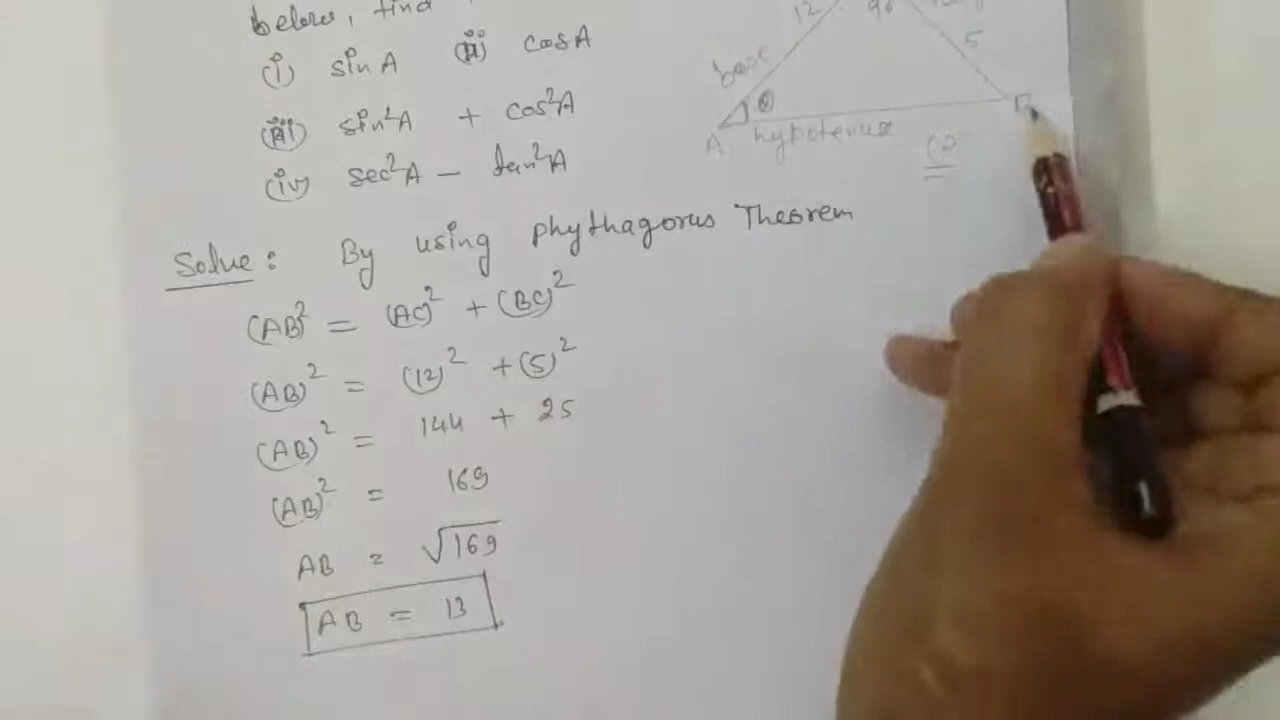 below, find
(i) sin A (ii) cos A
(iii) sin²A + cos²A
(iv) sec²A – tan²A
12
90
5
base
θ
A
hypotenuse
B
Solve: By using phythagorus Theorem
(AB)² = (AC)² + (BC)²
(AB)² = (12)² + (5)²
(AB)² = 144 + 25
(AB)² = 169
AB = √169
AB = 13